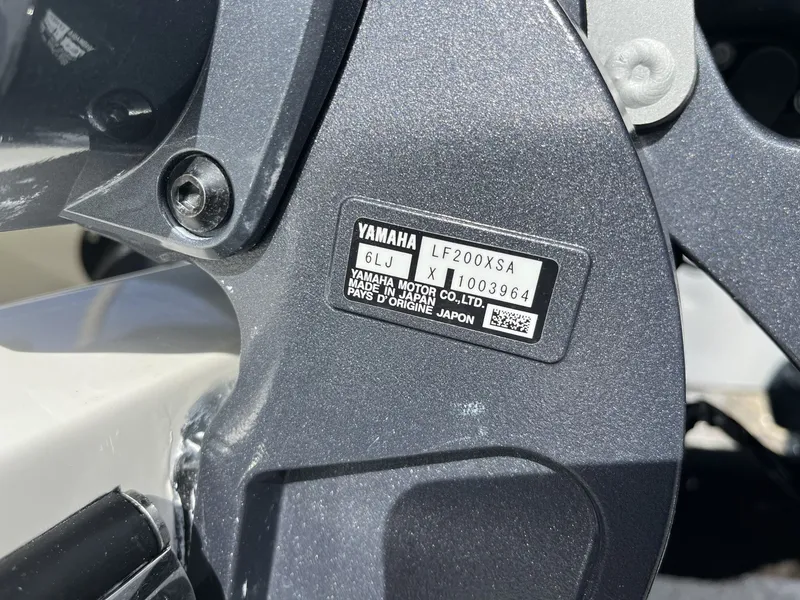 YAMAHA
LF200XSA
6LJ
X 1003964
YAMAHA MOTOR CO.,LTD.
MADE IN JAPAN
PAYS D'ORIGINE JAPON